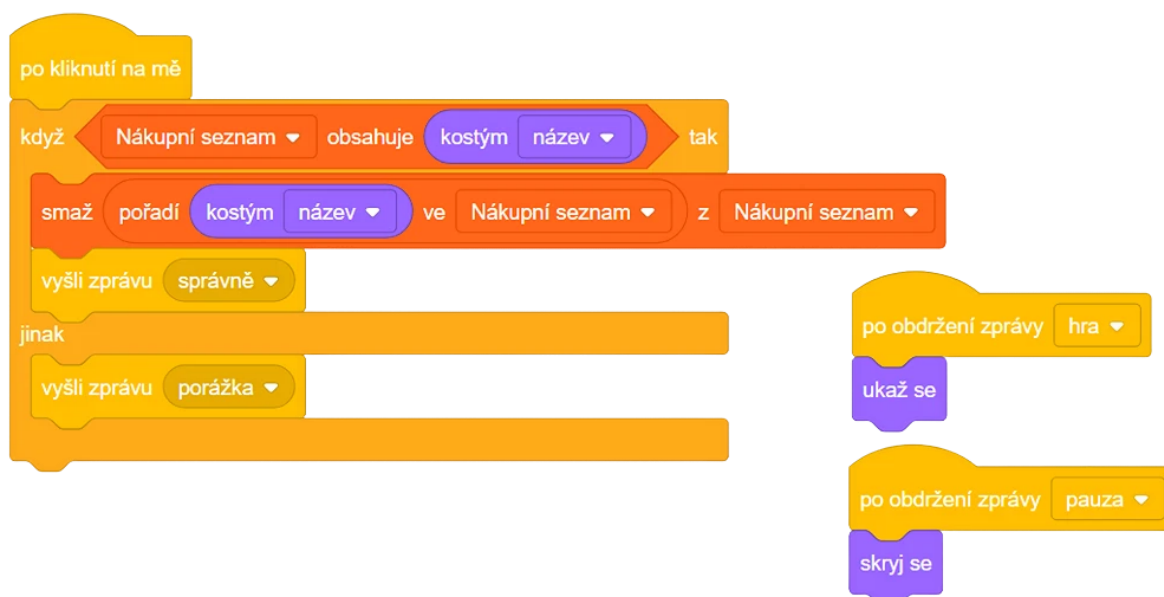 po kliknutí na mě
když Nákupní seznam obsahuje kostým název tak
smaž pořadí kostým název ve Nákupní seznam z Nákupní seznam
vyšli zprávu správně
jinak
vyšli zprávu porážka
po obdržení zprávy hra
ukaž se
po obdržení zprávy pauza
skryj se